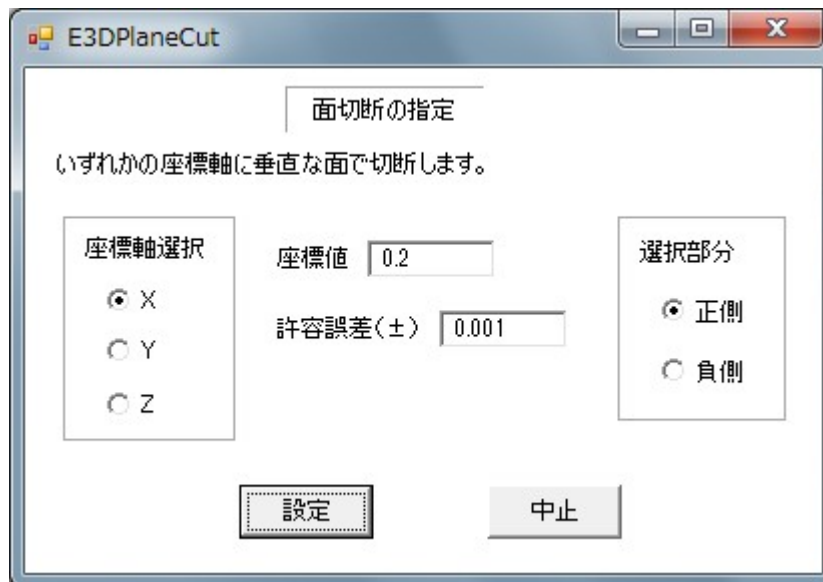 E3DPlaneCut
面切断の指定
いずれかの座標軸に垂直な面で切断します。
座標軸選択
X
Y
Z
座標値 0.2
許容誤差(±) 0.001
選択部分
正側
負側
設定
中止